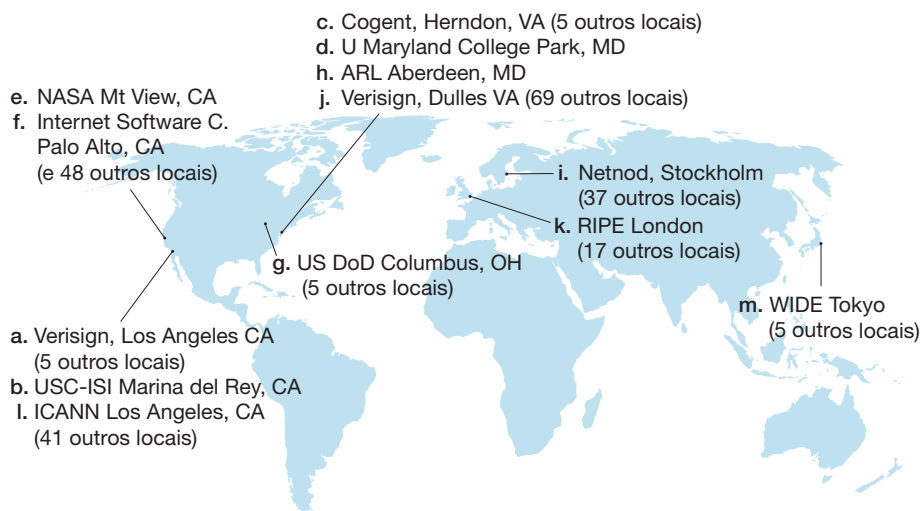 c. Cogent, Herndon, VA (5 outros locais)
d. U Maryland College Park, MD
h. ARL Aberdeen, MD
j. Verisign, Dulles VA (69 outros locais)
e. NASA Mt View, CA
f. Internet Software C.
Palo Alto, CA
(e 48 outros locais)
i. Netnod, Stockholm
(37 outros locais)
k. RIPE London
(17 outros locais)
g. US DoD Columbus, OH
(5 outros locais)
m. WIDE Tokyo
(5 outros locais)
a. Verisign, Los Angeles CA
(5 outros locais)
b. USC-ISI Marina del Rey, CA
l. ICANN Los Angeles, CA
(41 outros locais)